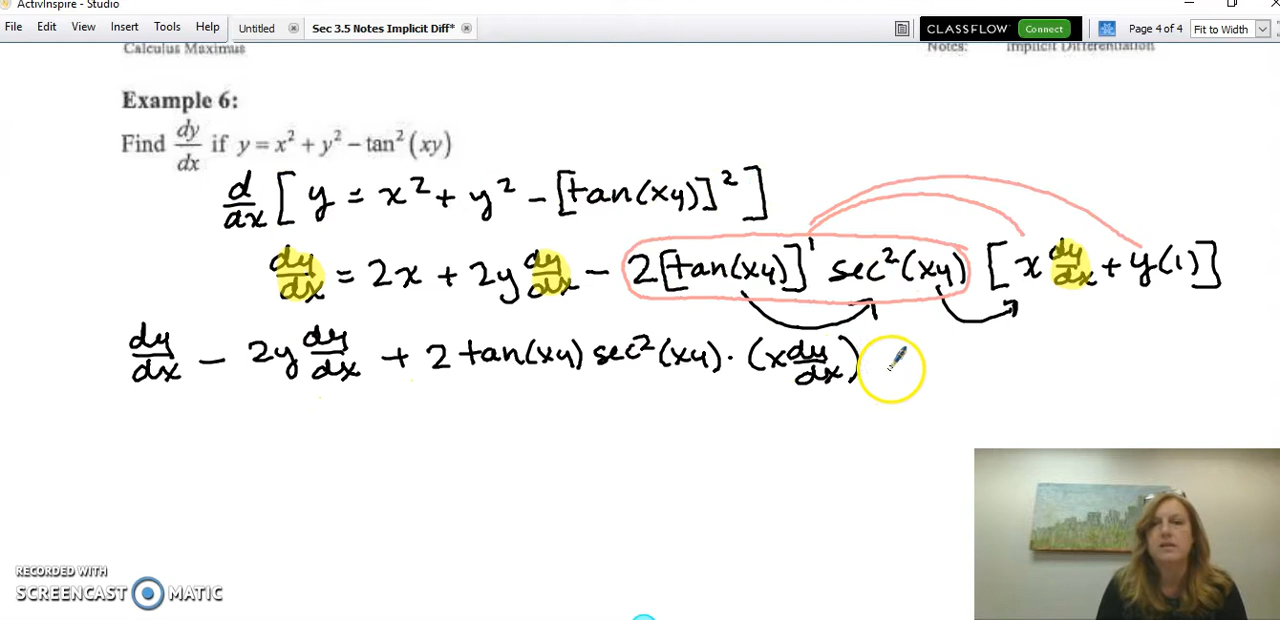 ActivInspire - Studio
File Edit View Insert Tools Help Untitled Sec 3.5 Notes Implicit Diff* CLASSFLOW Connect Page 4 of 4 Fit to Width
Calculus Maximus Notes: Implicit Differentiation
Example 6:
Find dy/dx if y = x² + y² − tan²(xy)
d/dx [ y = x² + y² − [tan(xy)]² ]
dy/dx = 2x + 2y dy/dx − 2[tan(xy)]¹ sec²(xy) [x dy/dx + y(1)]
dy/dx − 2y dy/dx + 2 tan(xy) sec²(xy) · (x dy/dx)
RECORDED WITH
SCREENCAST MATIC